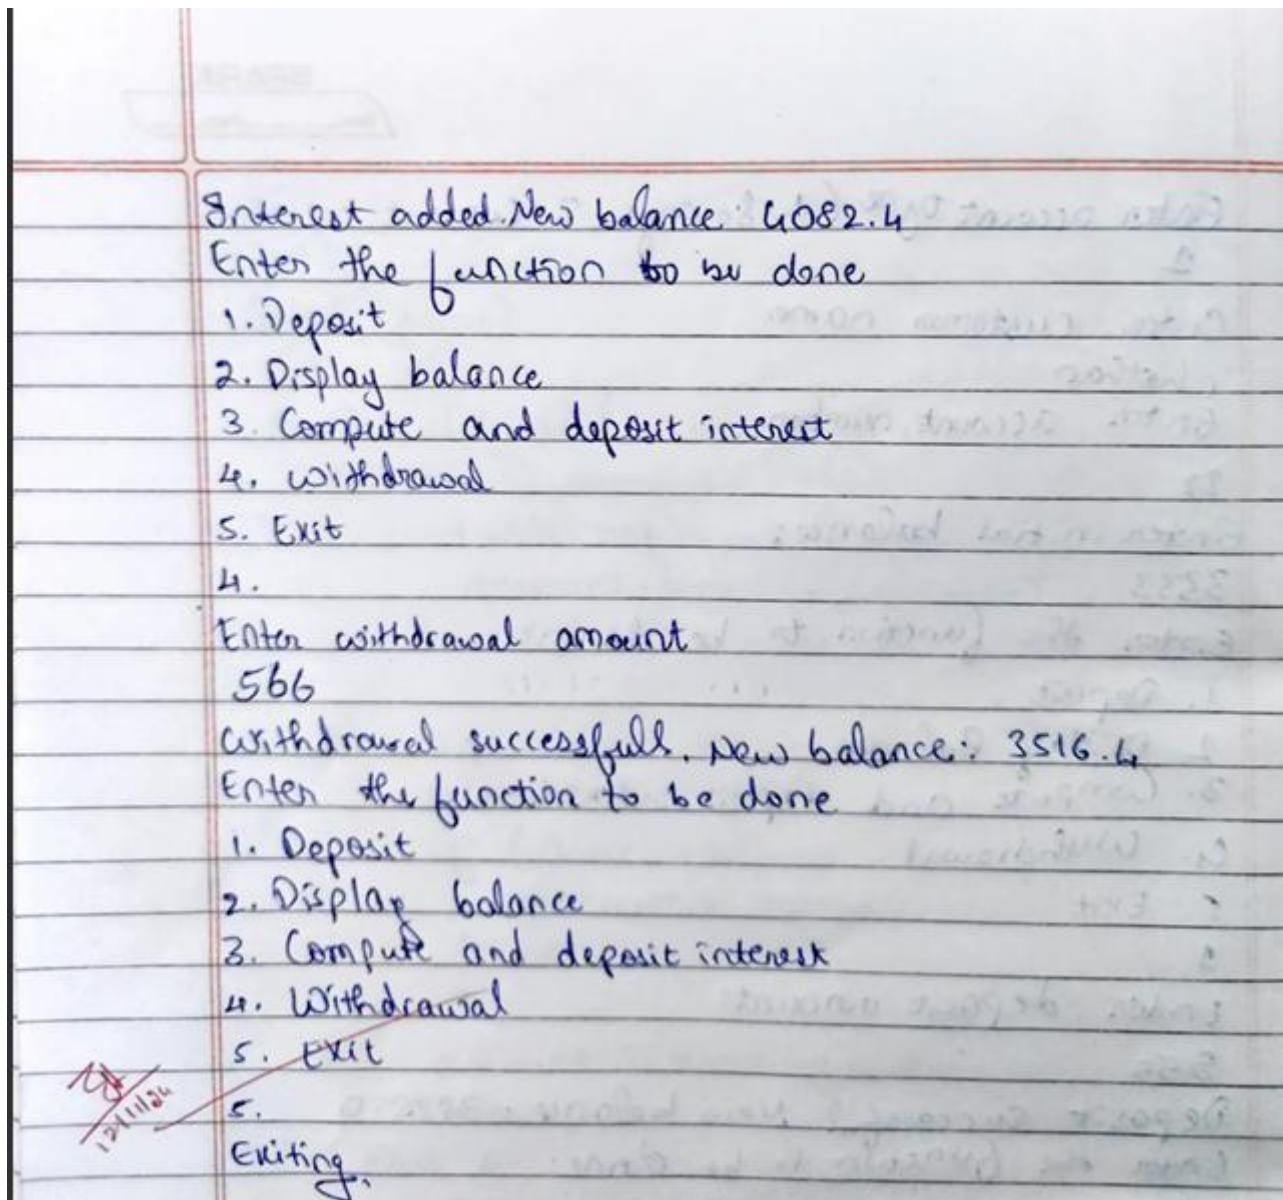 Interest added. New balance: 4082.4
Enter the function to be done
1. Deposit
2. Display balance
3. Compute and deposit interest
4. Withdrawal
5. Exit
4.
Enter withdrawal amount
566
Withdrawal successfull. New balance: 3516.4
Enter the function to be done
1. Deposit
2. Display balance
3. Compute and deposit interest
4. Withdrawal
5. Exit
5.
Exiting.